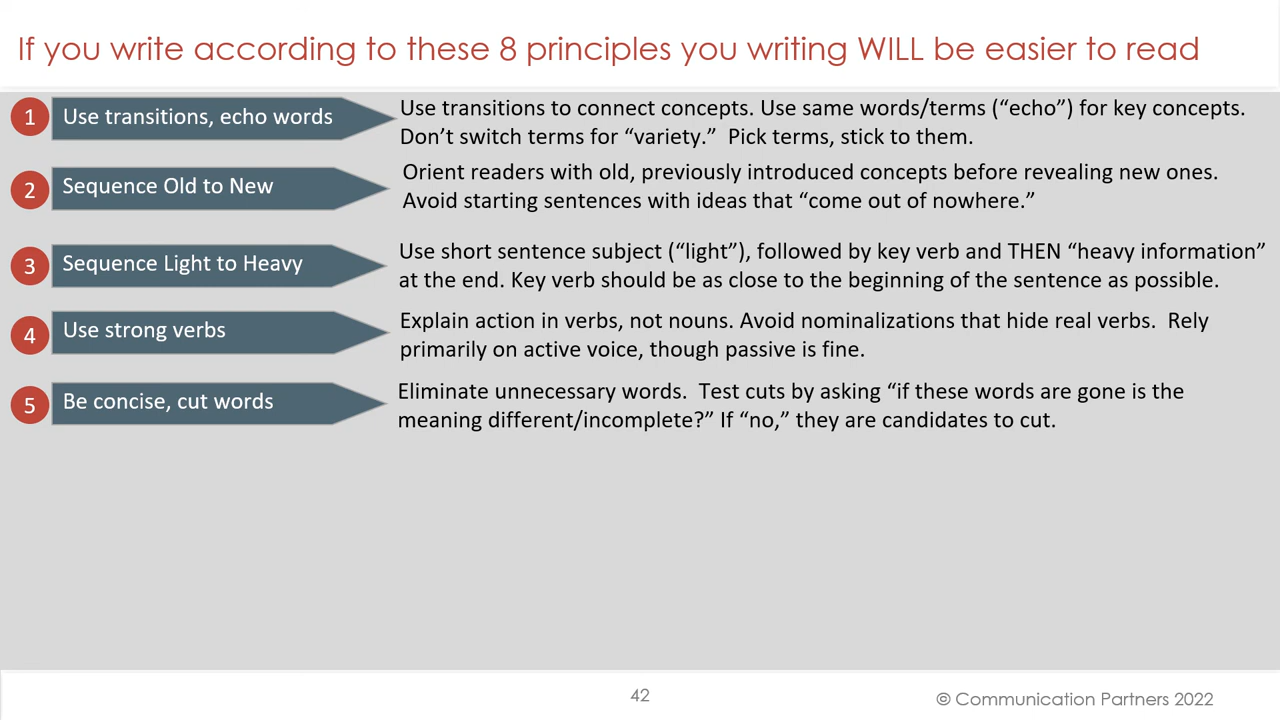 If you write according to these 8 principles you writing WILL be easier to read
1
Use transitions, echo words
Use transitions to connect concepts. Use same words/terms (“echo”) for key concepts.
Don’t switch terms for “variety.”  Pick terms, stick to them.
2
Sequence Old to New
Orient readers with old, previously introduced concepts before revealing new ones.
Avoid starting sentences with ideas that “come out of nowhere.”
3
Sequence Light to Heavy
Use short sentence subject (“light”), followed by key verb and THEN “heavy information”
at the end. Key verb should be as close to the beginning of the sentence as possible.
4
Use strong verbs
Explain action in verbs, not nouns. Avoid nominalizations that hide real verbs.  Rely
primarily on active voice, though passive is fine.
5
Be concise, cut words
Eliminate unnecessary words.  Test cuts by asking “if these words are gone is the
meaning different/incomplete?” If “no,” they are candidates to cut.
42
© Communication Partners 2022